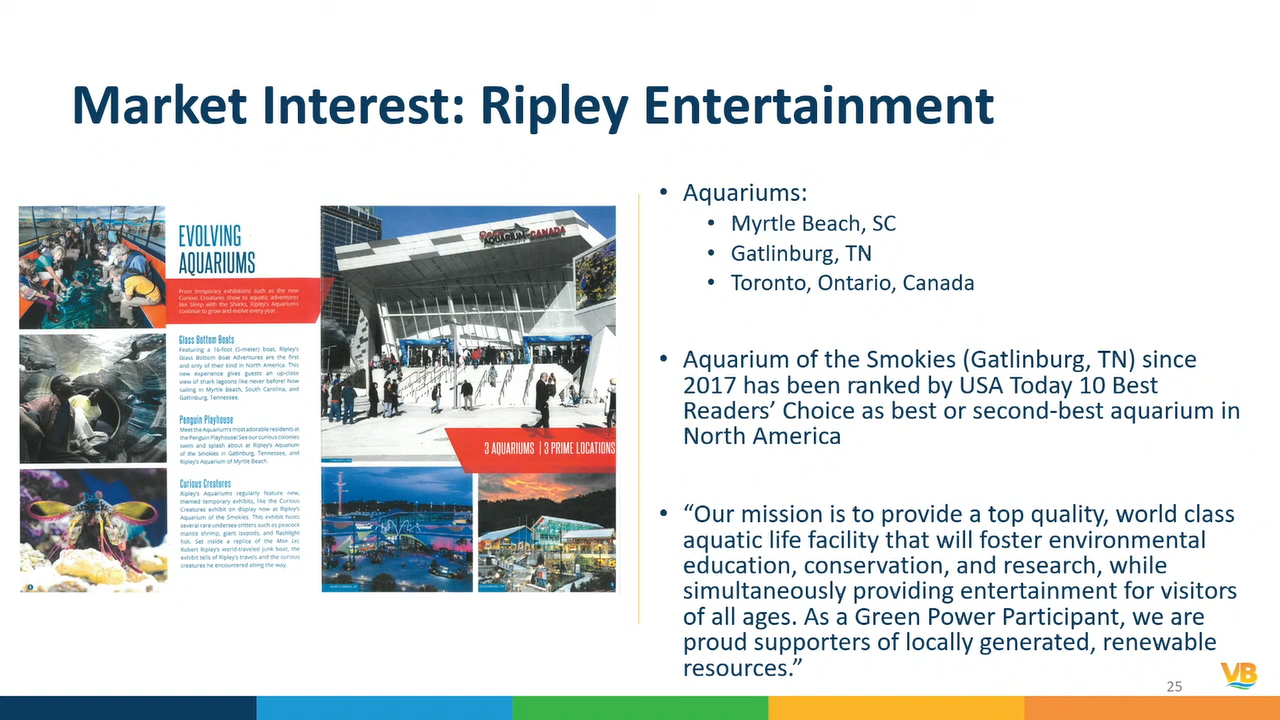 Market Interest: Ripley Entertainment
EVOLVING
AQUARIUMS
From temporary exhibitions such as the new
Curious Creatures show to aquatic adventures
like Sleep with the Sharks, Ripley's Aquariums
continue to grow and evolve every year.
Glass Bottom Boats
Featuring a 16-foot (5-meter) boat, Ripley's
Glass Bottom Boat Adventures are the first
and only of their kind in North America. This
new experience gives guests an up-close
view of shark lagoons like never before! Now
sailing in Myrtle Beach, South Carolina, and
Gatlinburg, Tennessee.
Penguin Playhouse
Meet the Aquarium's most adorable residents at
the Penguin Playhouse! See our curious colonies
swim and splash about at Ripley's Aquarium
of the Smokies in Gatlinburg, Tennessee, and
Ripley's Aquarium of Myrtle Beach.
Curious Creatures
Ripley's Aquariums regularly feature new,
themed temporary exhibits, like the Curious
Creatures exhibit on display now at Ripley's
Aquarium of the Smokies. This exhibit hosts
several rare undersea critters such as peacock
mantis shrimp, giant isopods, and flashlight
fish. Set inside a replica of the Mon Lei,
Robert Ripley's world-traveled junk boat, the
exhibit tells of Ripley's travels and the curious
creatures he encountered along the way.
AQUARIUM CANADA
3 AQUARIUMS | 3 PRIME LOCATIONS
• Aquariums:
• Myrtle Beach, SC
• Gatlinburg, TN
• Toronto, Ontario, Canada
• Aquarium of the Smokies (Gatlinburg, TN) since
2017 has been ranked by USA Today 10 Best
Readers’ Choice as best or second-best aquarium in
North America
• “Our mission is to provide a top quality, world class
aquatic life facility that will foster environmental
education, conservation, and research, while
simultaneously providing entertainment for visitors
of all ages. As a Green Power Participant, we are
proud supporters of locally generated, renewable
resources.”
25
VB